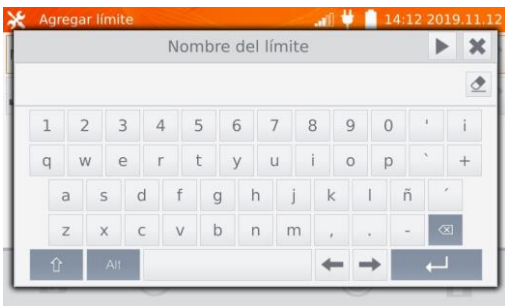 Agregar límite 14:12 2019.11.12
Nombre del límite
1 2 3 4 5 6 7 8 9 0 ' i
q w e r t y u i o p ` +
a s d f g h j k l ñ ´
z x c v b n m , . -
Alt